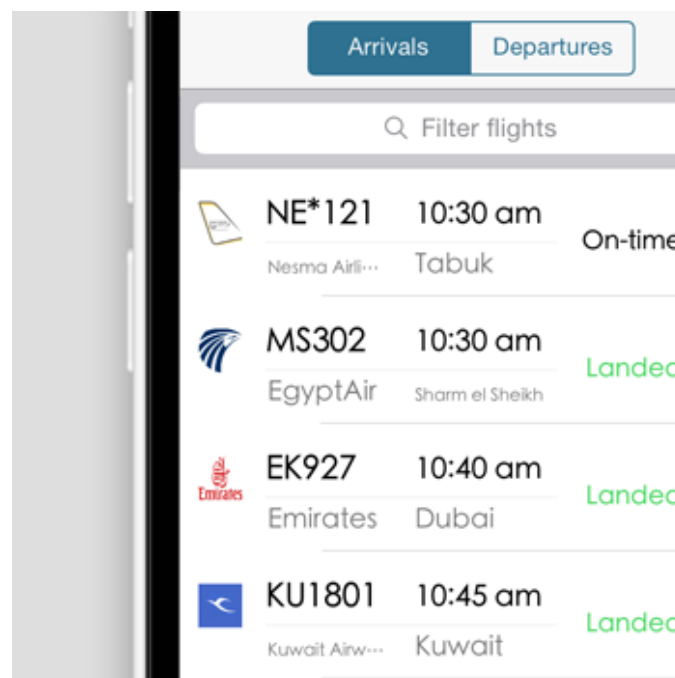 Arrivals Departures
Filter flights
NE*121 10:30 am
On-time
Nesma Airli... Tabuk
MS302 10:30 am
Landed
EgyptAir Sharm el Sheikh
EK927 10:40 am
Emirates
Landed
Emirates Dubai
KU1801 10:45 am
Landed
Kuwait Airw... Kuwait